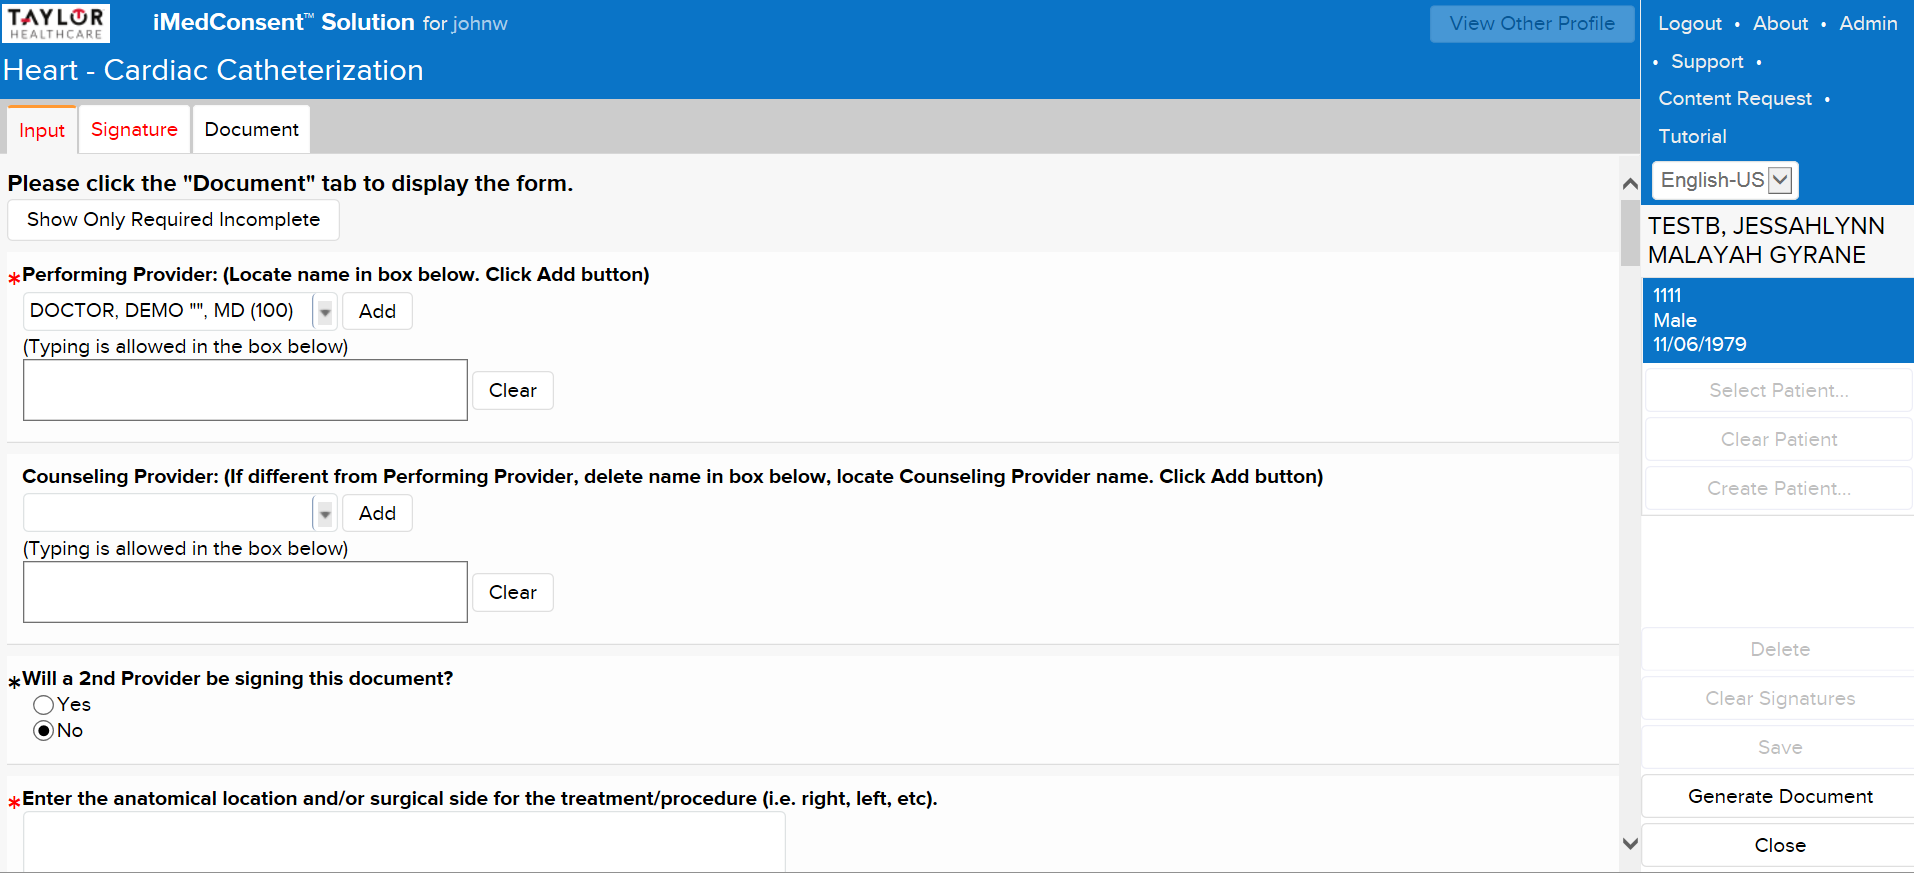 TAYLOR
HEALTHCARE
iMedConsent™ Solution for johnw
View Other Profile
Heart - Cardiac Catheterization
Logout • About • Admin
• Support •
Content Request •
Tutorial
English-US
Input
Signature
Document
Please click the "Document" tab to display the form.
Show Only Required Incomplete
*Performing Provider: (Locate name in box below. Click Add button)
DOCTOR, DEMO "", MD (100)
Add
(Typing is allowed in the box below)
Clear
Counseling Provider: (If different from Performing Provider, delete name in box below, locate Counseling Provider name. Click Add button)
Add
(Typing is allowed in the box below)
Clear
*Will a 2nd Provider be signing this document?
Yes
No
*Enter the anatomical location and/or surgical side for the treatment/procedure (i.e. right, left, etc).
TESTB, JESSAHLYNN
MALAYAH GYRANE
1111
Male
11/06/1979
Select Patient...
Clear Patient
Create Patient...
Delete
Clear Signatures
Save
Generate Document
Close